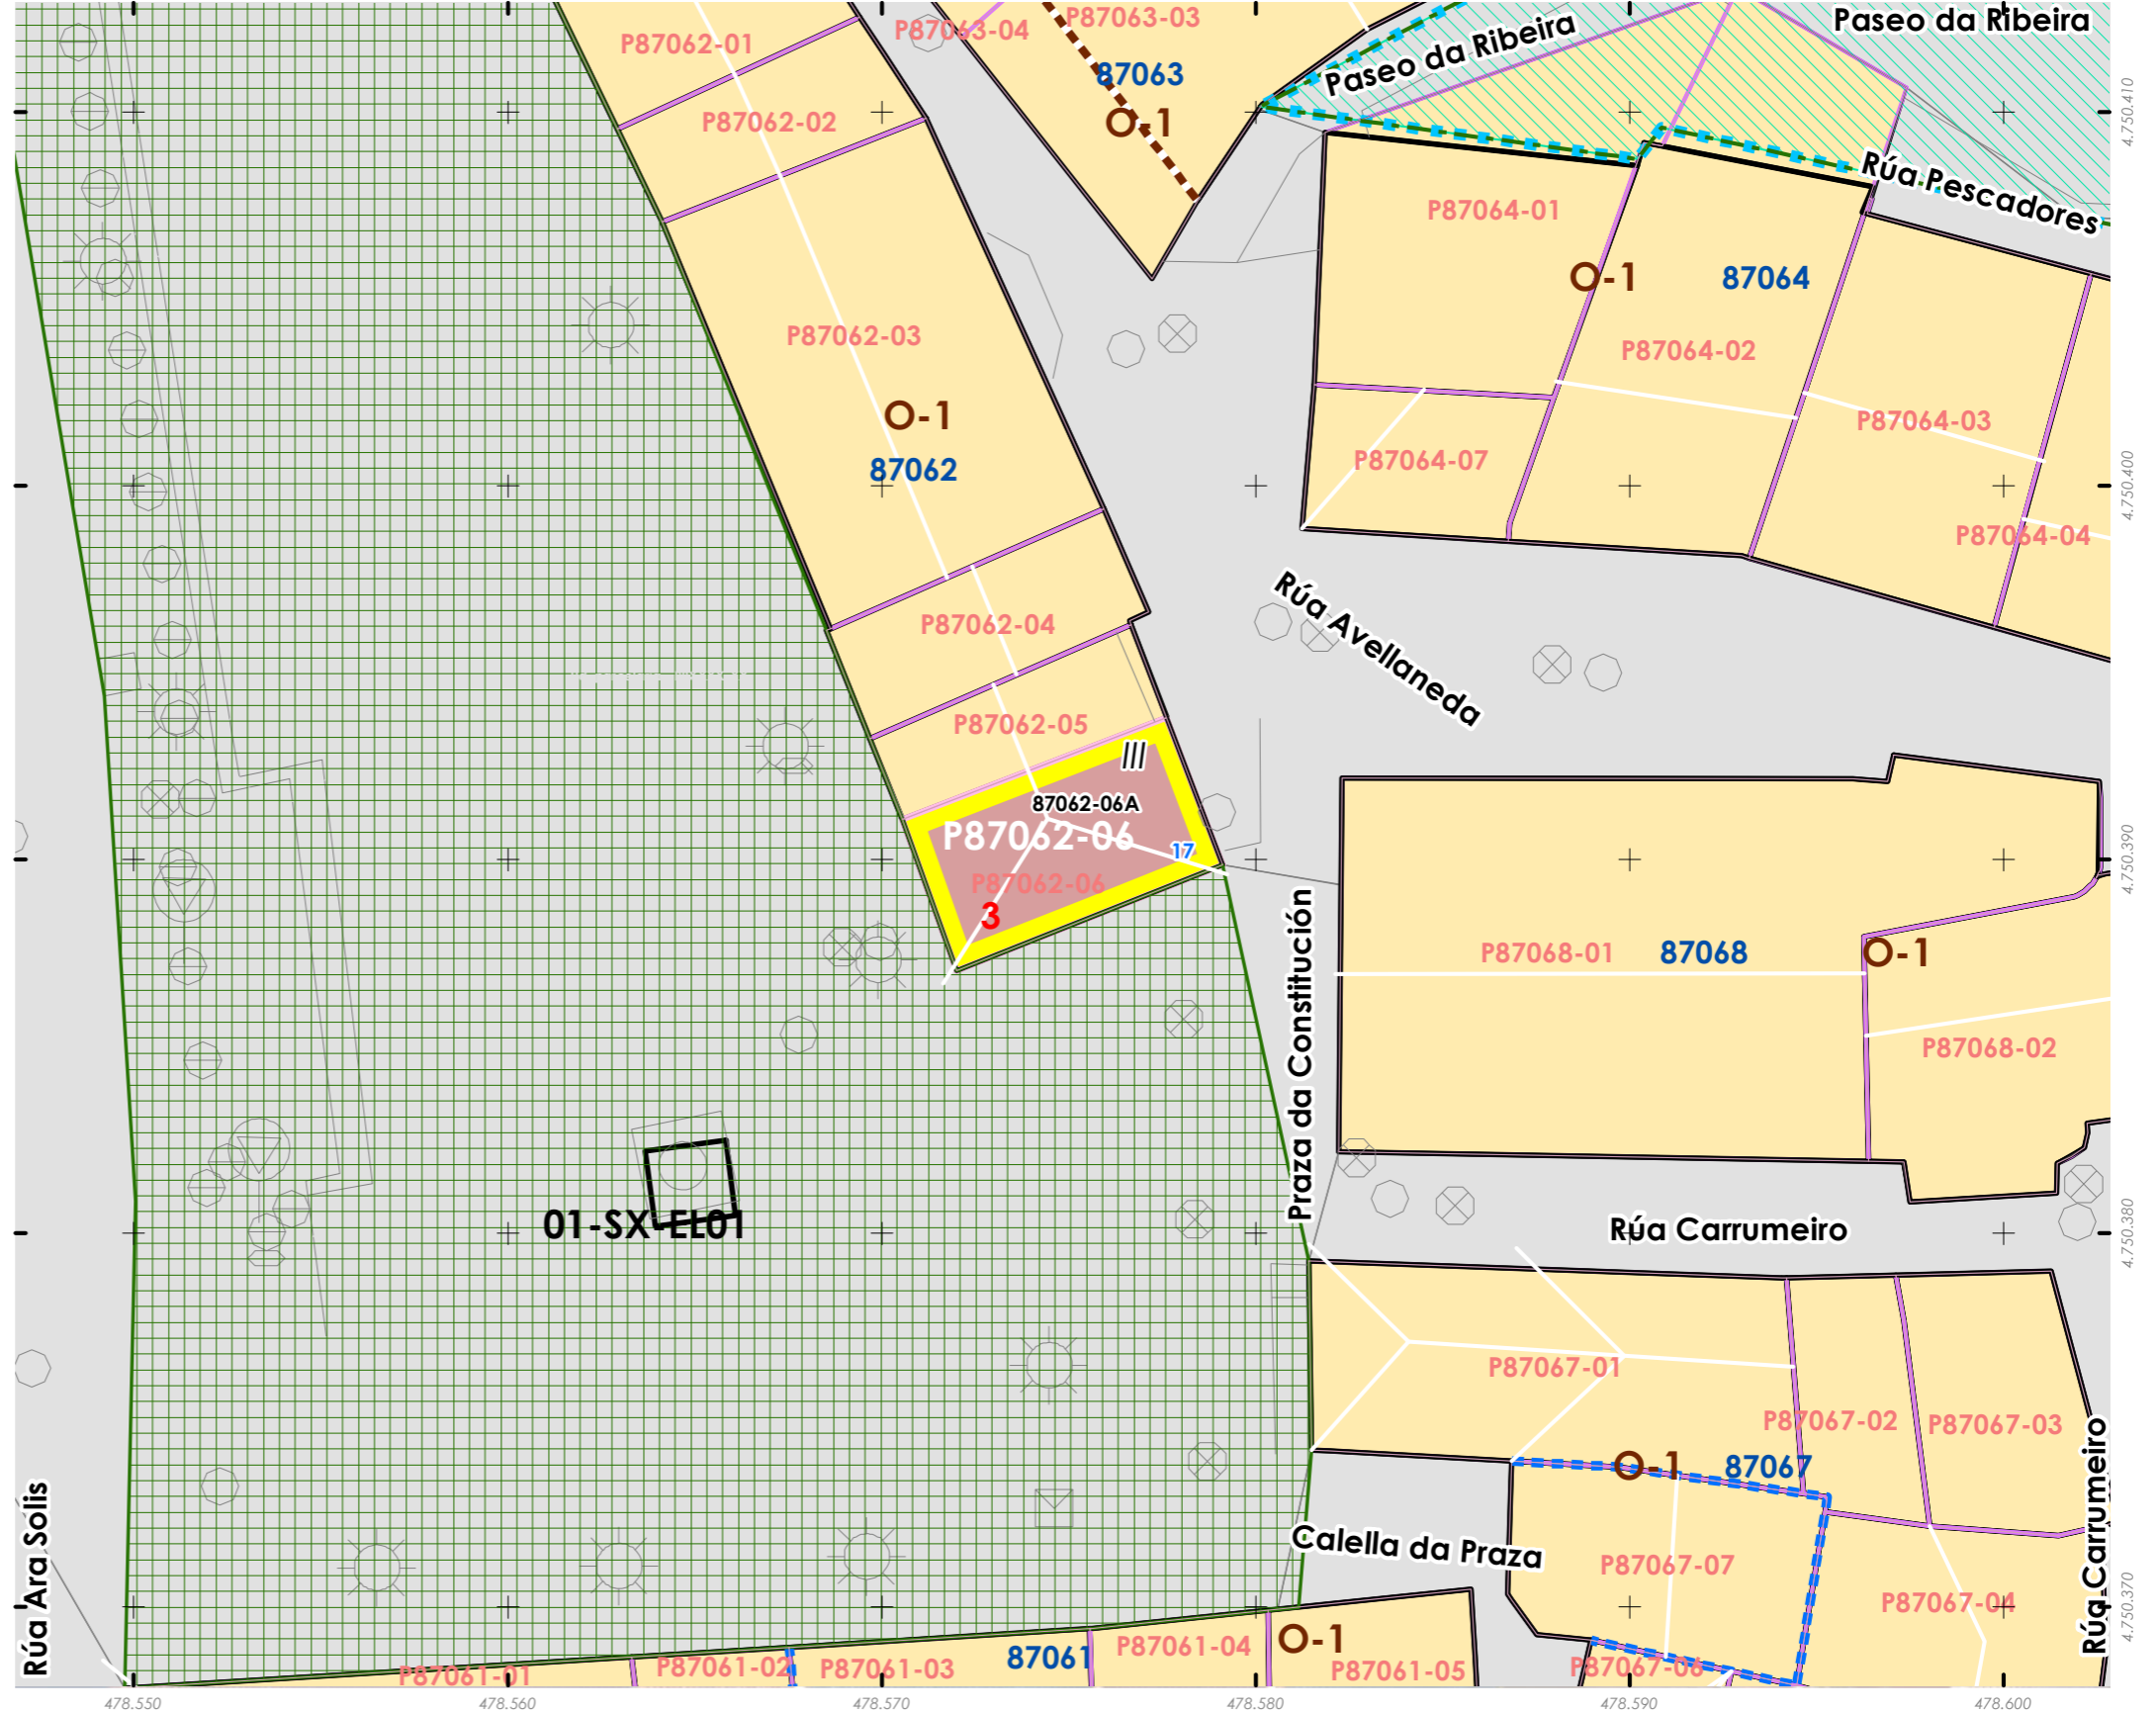 P87063-03
Paseo da Ribeira
P87063-04
Paseo da Ribeira
P87062-01
87063
O-1
P87062-02
4.750.410
Rúa Pescadores
P87064-01
O-1
87064
P87062-03
P87064-02
O-1
P87064-03
87062
P87064-07
4.750.400
P87064-04
Rúa Avellaneda
P87062-04
P87062-05
III
87062-06A
P87062-06
17
P87062-06
3
4.750.390
Praza da Constitución
P87068-01
87068
O-1
P87068-02
01-SX-EL01
Rúa Carrumeiro
4.750.380
P87067-01
P87067-02
P87067-03
O-1
87067
Rúa Carrumeiro
Rúa Ara Solis
Calella da Praza
P87067-07
P87067-04
4.750.370
P87061-01
P87061-02
P87061-03
87061
P87061-04
O-1
P87061-05
P87067-06
478.550
478.560
478.570
478.580
478.590
478.600